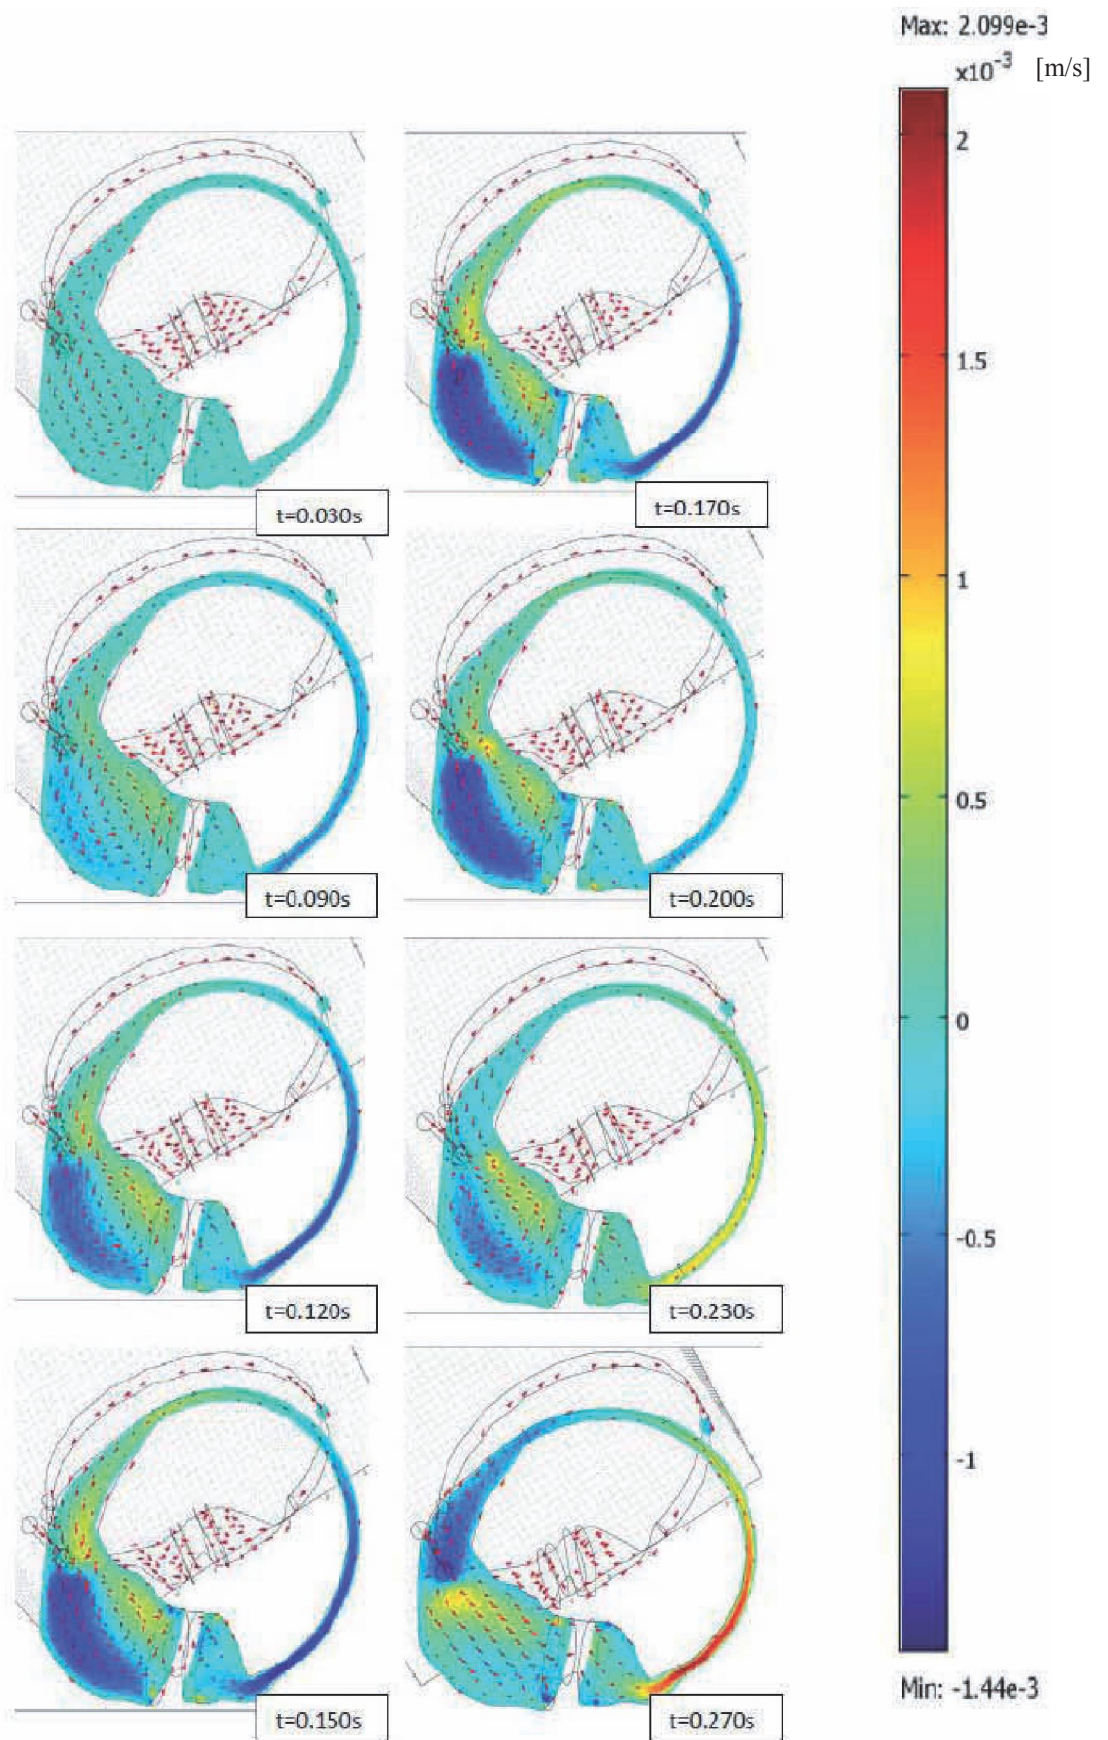 Max: 2.099e-3
x10-3 [m/s]
2
1.5
1
0.5
0
-0.5
-1
Min: -1.44e-3
t=0.030s
t=0.170s
t=0.090s
t=0.200s
t=0.120s
t=0.230s
t=0.150s
t=0.270s